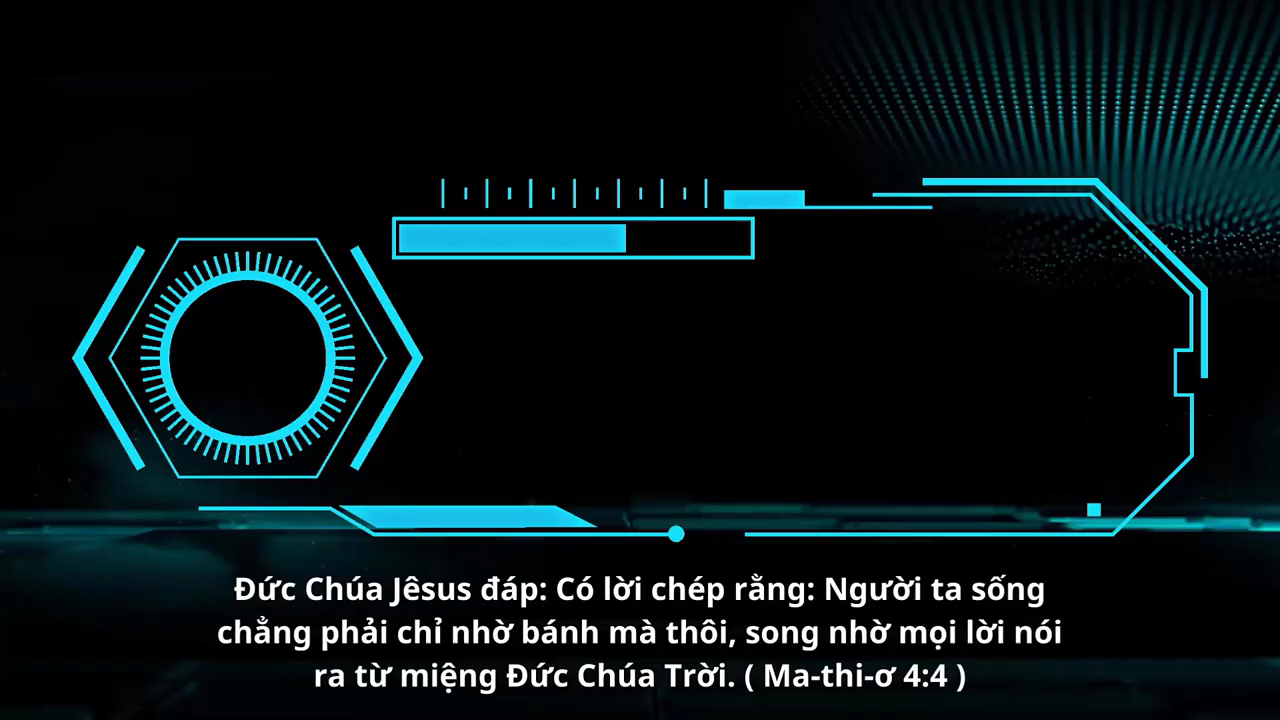 Đức Chúa Jêsus đáp: Có lời chép rằng: Người ta sống
chẳng phải chỉ nhờ bánh mà thôi, song nhờ mọi lời nói
ra từ miệng Đức Chúa Trời. ( Ma-thi-ơ 4:4 )